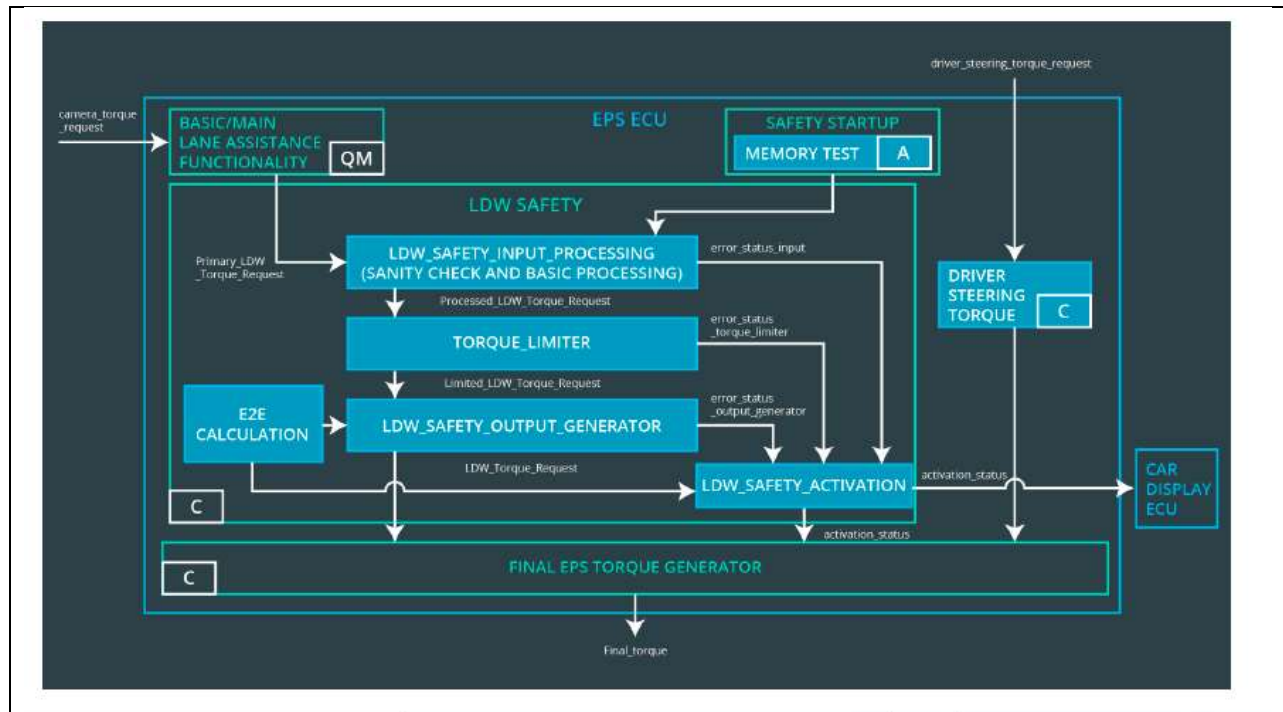 driver_steering_torque_request
camera_torque
_request
BASIC/MAIN
LANE ASSISTANCE
FUNCTIONALITY
QM
EPS ECU
SAFETY STARTUP
MEMORY TEST
A
LDW SAFETY
Primary_LDW
_Torque_Request
LDW_SAFETY_INPUT_PROCESSING
(SANITY CHECK AND BASIC PROCESSING)
error_status_input
DRIVER
STEERING
TORQUE
C
Processed_LDW_Torque_Request
TORQUE_LIMITER
error_status
_torque_limiter
Limited_LDW_Torque_Request
E2E
CALCULATION
LDW_SAFETY_OUTPUT_GENERATOR
error_status
_output_generator
LDW_Torque_Request
LDW_SAFETY_ACTIVATION
activation_status
CAR
DISPLAY
ECU
C
activation_status
FINAL EPS TORQUE GENERATOR
C
Final_torque